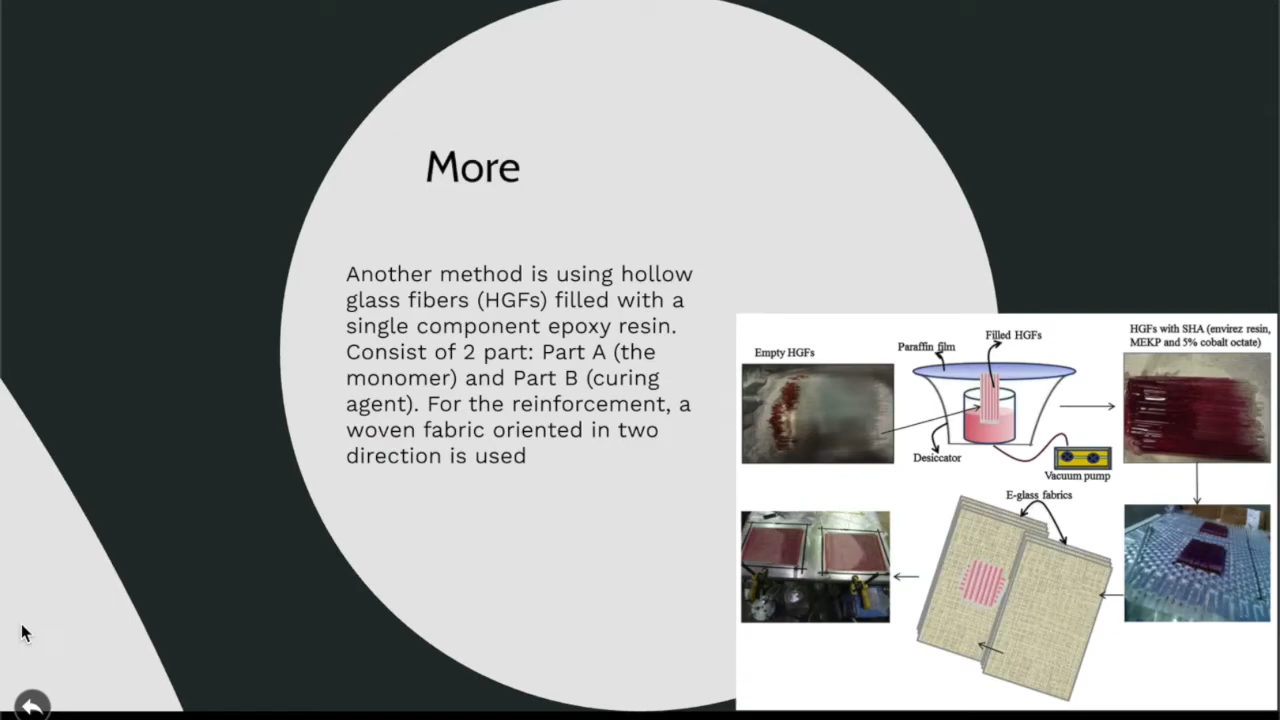 More
Another method is using hollow
glass fibers (HGFs) filled with a
single component epoxy resin.
Consist of 2 part: Part A (the
monomer) and Part B (curing
agent). For the reinforcement, a
woven fabric oriented in two
direction is used
Empty HGFs
Paraffin film
Filled HGFs
HGFs with SHA (envirez resin,
MEKP and 5% cobalt octate)
Desiccator
Vacuum pump
E-glass fabrics